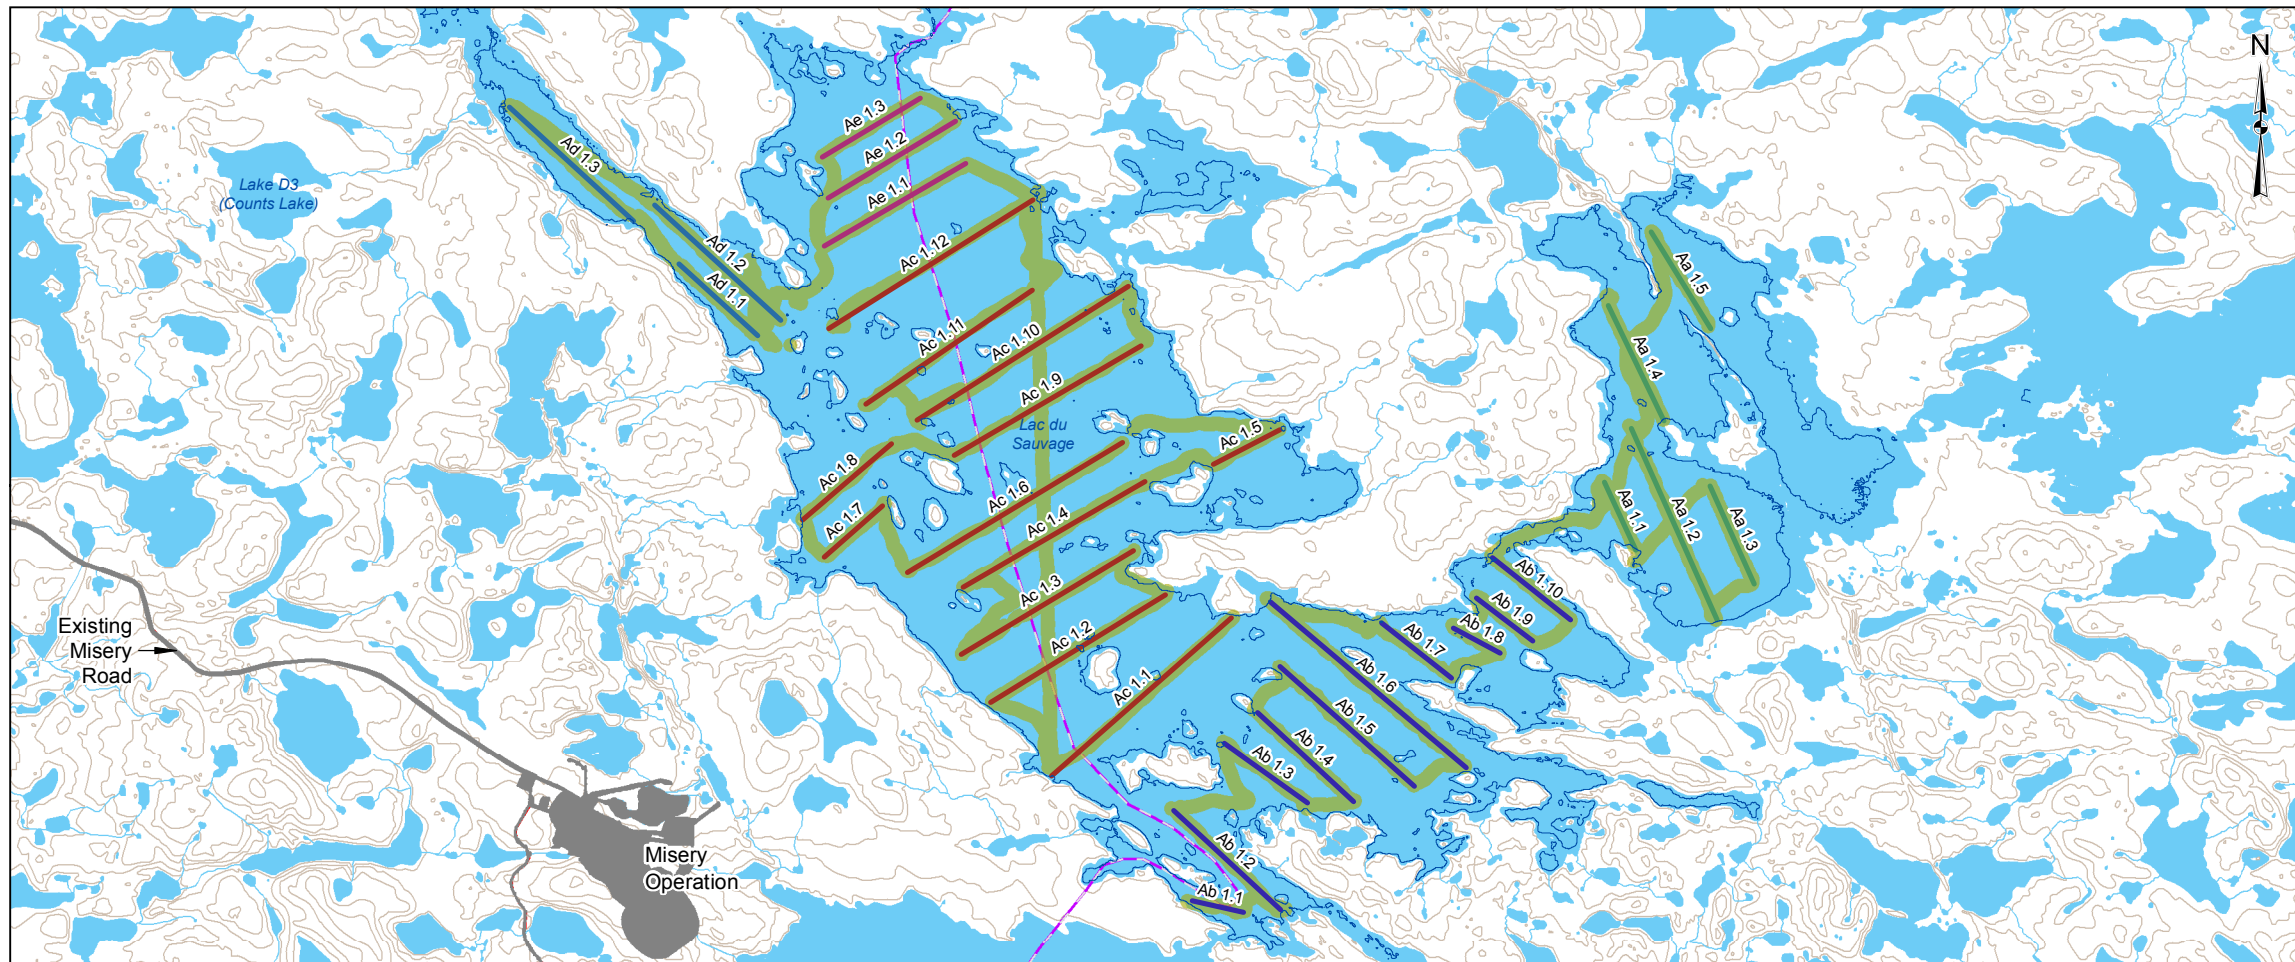 N
Ae 1.3
Ae 1.2
Ae 1.1
Ad 1.3
Ad 1.2
Ad 1.1
Lake D3
(Counts Lake)
Ac 1.12
Ac 1.11
Ac 1.10
Ac 1.9
Lac du
Sauvage
Ac 1.5
Ac 1.8
Ac 1.7
Ac 1.6
Ac 1.4
Ac 1.3
Ac 1.2
Ac 1.1
Aa 1.5
Aa 1.4
Aa 1.1
Aa 1.2
Aa 1.3
Ab 1.10
Ab 1.9
Ab 1.8
Ab 1.7
Ab 1.6
Ab 1.5
Ab 1.4
Ab 1.3
Ab 1.2
Ab 1.1
Existing
Misery
Road
Misery
Operation